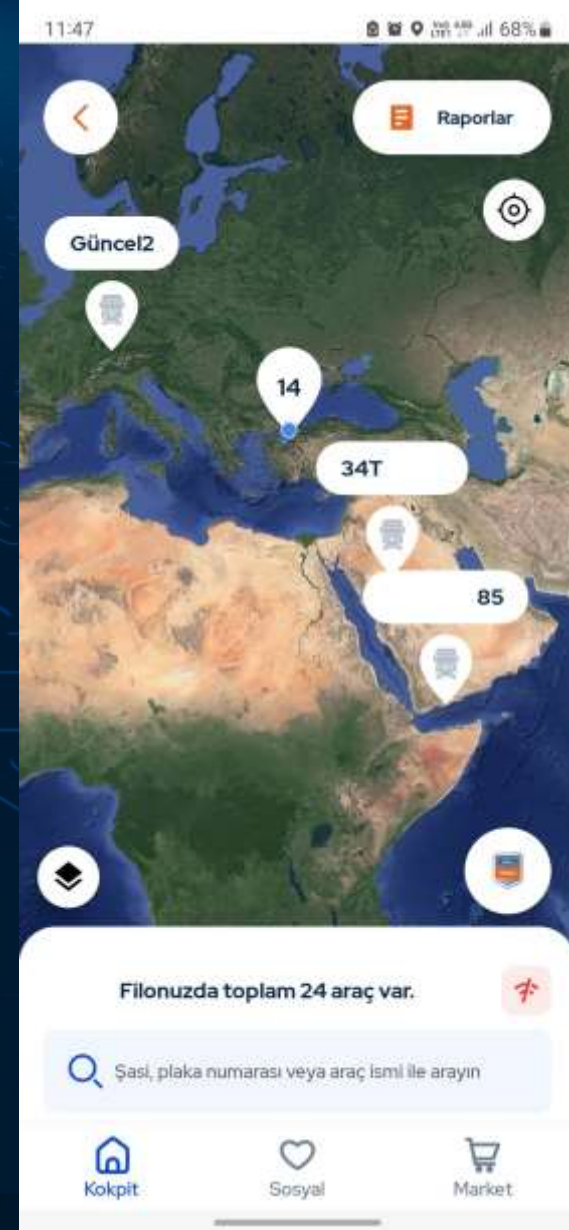 11:47
68%
Raporlar
Güncel2
14
34T
85
Filonuzda toplam 24 araç var.
Şasi, plaka numarası veya araç ismi ile arayın
Kokpit
Sosyal
Market